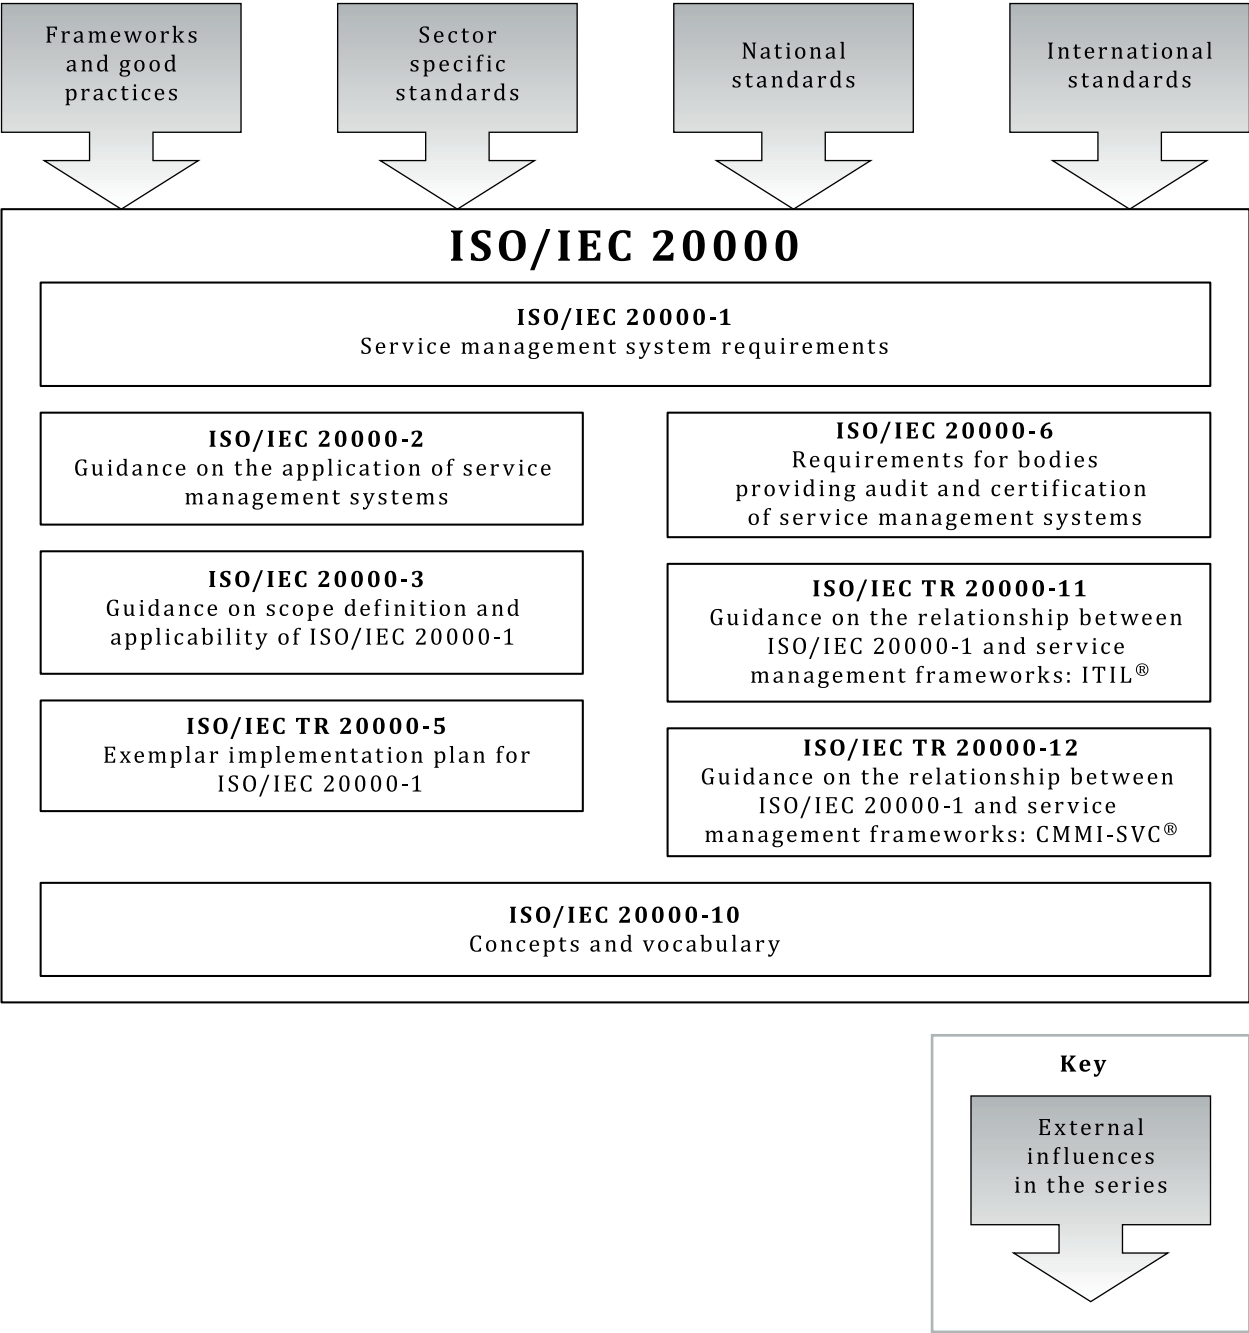 Frameworks
and good
practices
Sector
specific
standards
National
standards
International
standards
ISO/IEC 20000
ISO/IEC 20000-1
Service management system requirements
ISO/IEC 20000-2
Guidance on the application of service
management systems
ISO/IEC 20000-3
Guidance on scope definition and
applicability of ISO/IEC 20000-1
ISO/IEC TR 20000-5
Exemplar implementation plan for
ISO/IEC 20000-1
ISO/IEC 20000-6
Requirements for bodies
providing audit and certification
of service management systems
ISO/IEC TR 20000-11
Guidance on the relationship between
ISO/IEC 20000-1 and service
management frameworks: ITIL®
ISO/IEC TR 20000-12
Guidance on the relationship between
ISO/IEC 20000-1 and service
management frameworks: CMMI-SVC®
ISO/IEC 20000-10
Concepts and vocabulary
Key
External
influences
in the series